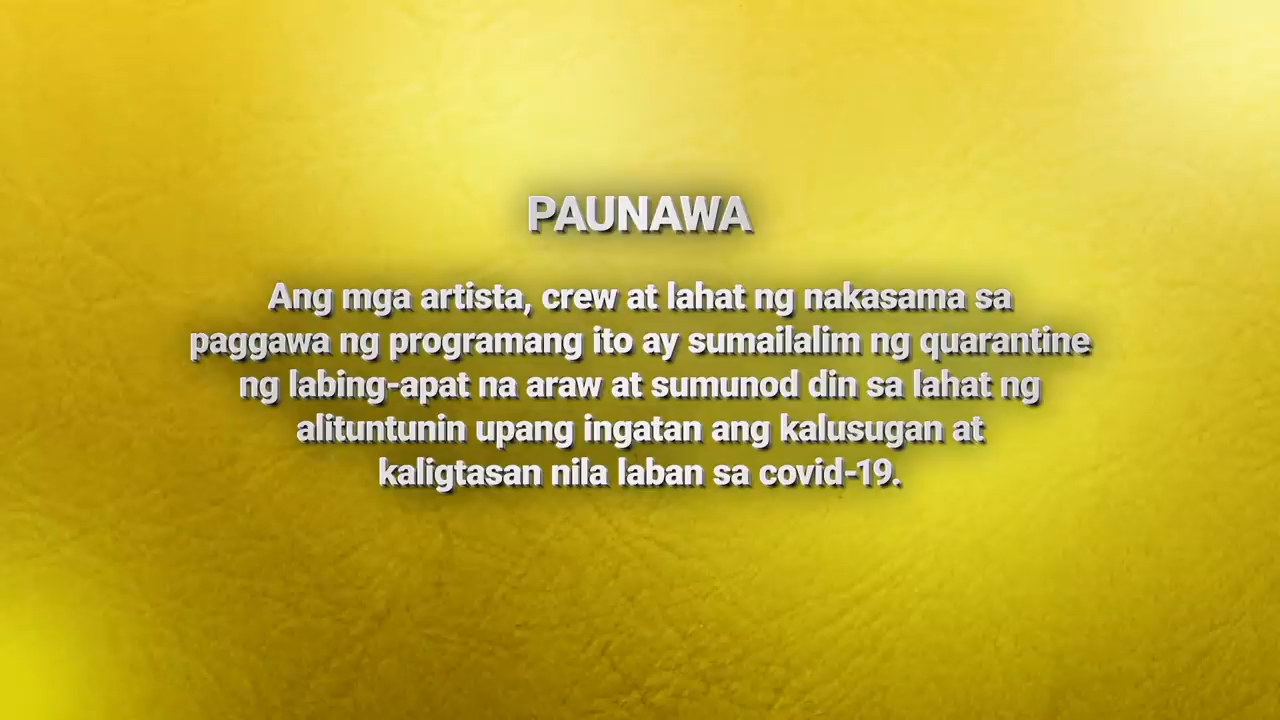 PAUNAWA
Ang mga artista, crew at lahat ng nakasama sa
paggawa ng programang ito ay sumailalim ng quarantine
ng labing-apat na araw at sumunod din sa lahat ng
alituntunin upang ingatan ang kalusugan at
kaligtasan nila laban sa covid-19.